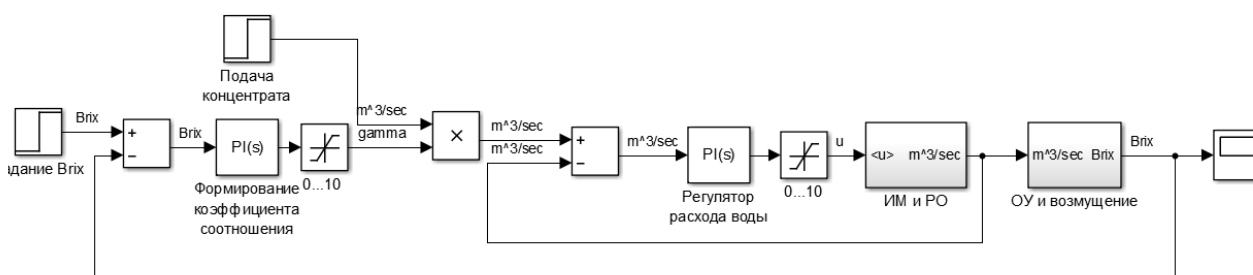 Подача
концентрата
Brix
m^3/sec
gamma
Brix
+
−
PI(s)
0...10
×
m^3/sec
m^3/sec
+
−
m^3/sec
PI(s)
0...10
u
<u> m^3/sec
m^3/sec Brix
Brix
Brix
Формирование
коэффициента
соотношения
Регулятор
расхода воды
ИМ и РО
ОУ и возмущение